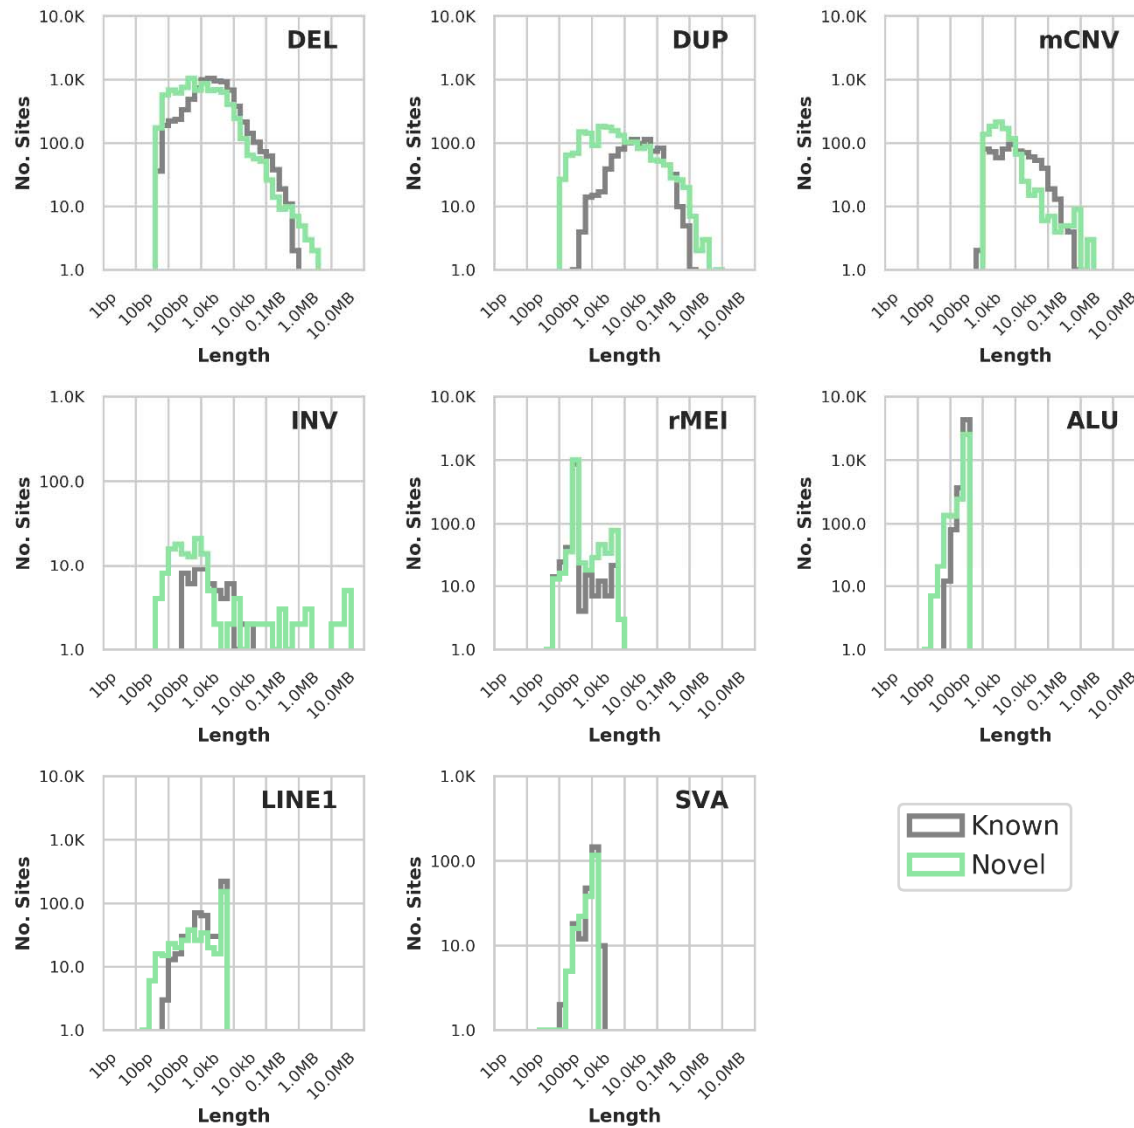 DEL
10.0K
1.0K
100.0
10.0
1.0
No. Sites
1bp
10bp
100bp
1.0kb
10.0kb
0.1MB
1.0MB
10.0MB
Length
DUP
10.0K
1.0K
100.0
10.0
1.0
No. Sites
1bp
10bp
100bp
1.0kb
10.0kb
0.1MB
1.0MB
10.0MB
Length
mCNV
10.0K
1.0K
100.0
10.0
1.0
No. Sites
1bp
10bp
100bp
1.0kb
10.0kb
0.1MB
1.0MB
10.0MB
Length
INV
1.0K
100.0
10.0
1.0
No. Sites
1bp
10bp
100bp
1.0kb
10.0kb
0.1MB
1.0MB
10.0MB
Length
rMEI
10.0K
1.0K
100.0
10.0
1.0
No. Sites
1bp
10bp
100bp
1.0kb
10.0kb
0.1MB
1.0MB
10.0MB
Length
ALU
10.0K
1.0K
100.0
10.0
1.0
No. Sites
1bp
10bp
100bp
1.0kb
10.0kb
0.1MB
1.0MB
10.0MB
Length
LINE1
10.0K
1.0K
100.0
10.0
1.0
No. Sites
1bp
10bp
100bp
1.0kb
10.0kb
0.1MB
1.0MB
10.0MB
Length
SVA
1.0K
100.0
10.0
1.0
No. Sites
1bp
10bp
100bp
1.0kb
10.0kb
0.1MB
1.0MB
10.0MB
Length
Known
Novel